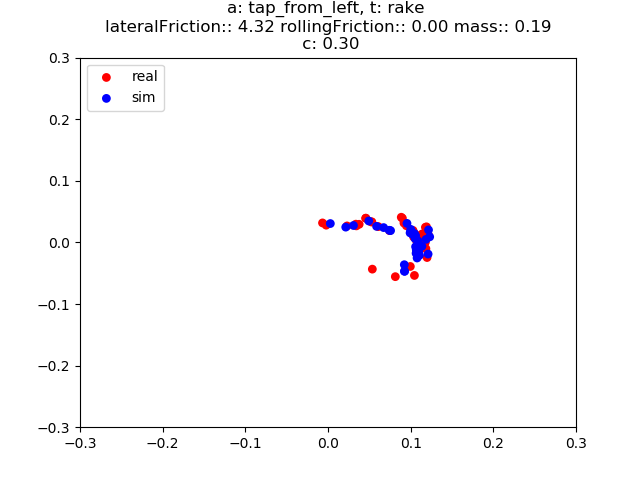 a: tap_from_left, t: rake
lateralFriction:: 4.32 rollingFriction:: 0.00 mass:: 0.19
c: 0.30
real
sim
0.3
0.2
0.1
0.0
−0.1
−0.2
−0.3
−0.3 −0.2 −0.1 0.0 0.1 0.2 0.3